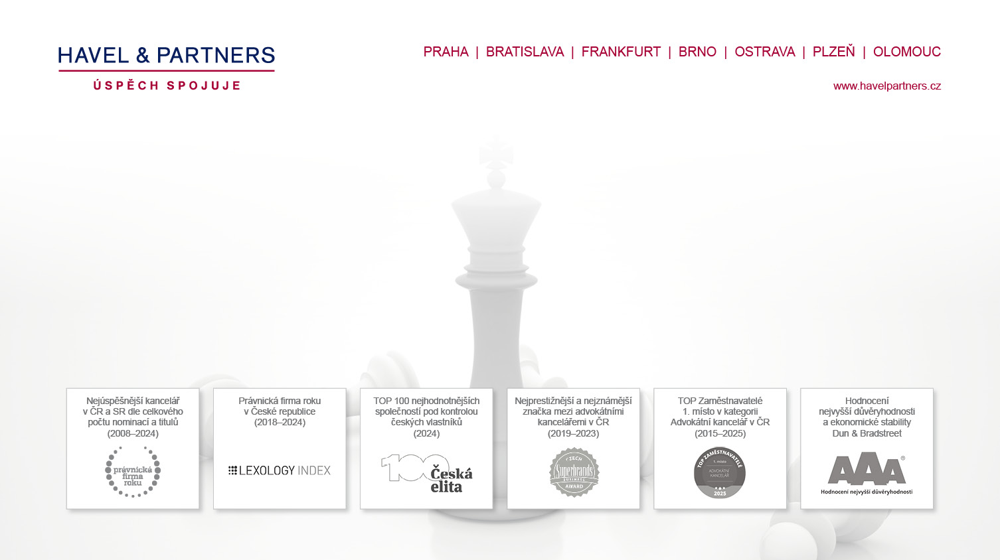 HAVEL & PARTNERS
ÚSPĚCH SPOJUJE
PRAHA | BRATISLAVA | FRANKFURT | BRNO | OSTRAVA | PLZEŇ | OLOMOUC
www.havelpartners.cz
Nejúspěšnější kancelář
v ČR a SR dle celkového
počtu nominací a titulů
(2008–2024)
právnická
firma
roku
Právnická firma roku
v České republice
(2018–2024)
LEXOLOGY INDEX
TOP 100 nejhodnotnějších
společností pod kontrolou
českých vlastníků
(2024)
100
Česká
elita
Nejprestižnější a nejznámější
značka mezi advokátními
kancelářemi v ČR
(2019–2023)
CZECH
Superbrands
BUSINESS
AWARD
TOP Zaměstnavatelé
1. místo v kategorii
Advokátní kancelář v ČR
(2015–2025)
TOP ZAMĚSTNAVATELÉ
1. místo
ADVOKÁTNÍ
KANCELÁŘ
2025
Hodnocení
nejvyšší důvěryhodnosti
a ekonomické stability
Dun & Bradstreet
AAA®
Hodnocení nejvyšší důvěryhodnosti